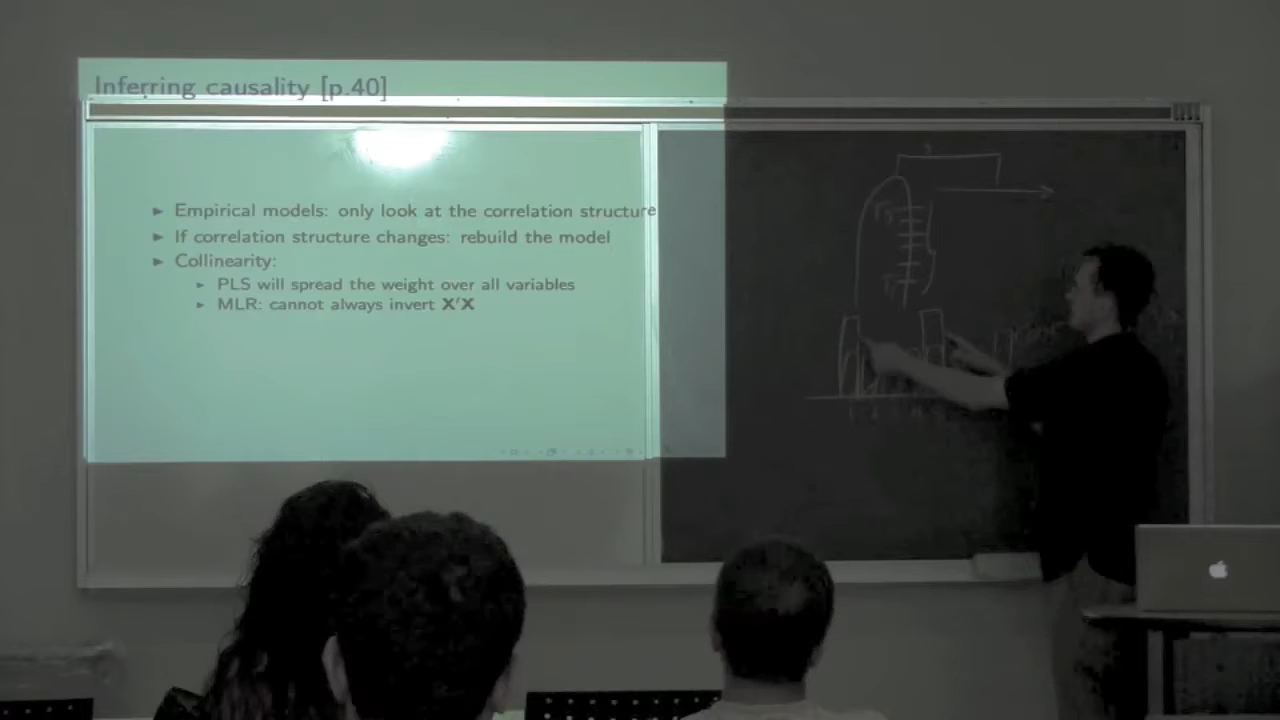 Inferring causality [p.40]
► Empirical models: only look at the correlation structure
► If correlation structure changes: rebuild the model
► Collinearity:
► PLS will spread the weight over all variables
► MLR: cannot always invert X'X